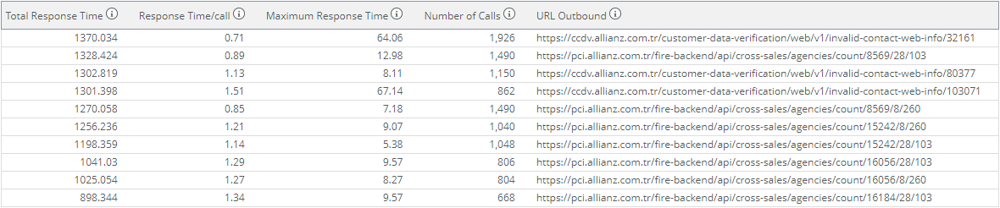 Total Response Time Response Time/call Maximum Response Time Number of Calls URL Outbound
1370.034 0.71 64.06 1,926 https://ccdv.allianz.com.tr/customer-data-verification/web/v1/invalid-contact-web-info/32161
1328.424 0.89 12.98 1,490 https://pci.allianz.com.tr/fire-backend/api/cross-sales/agencies/count/8569/28/103
1302.819 1.13 8.11 1,150 https://ccdv.allianz.com.tr/customer-data-verification/web/v1/invalid-contact-web-info/80377
1301.398 1.51 67.14 862 https://ccdv.allianz.com.tr/customer-data-verification/web/v1/invalid-contact-web-info/103071
1270.058 0.85 7.18 1,490 https://pci.allianz.com.tr/fire-backend/api/cross-sales/agencies/count/8569/8/260
1256.236 1.21 9.07 1,040 https://pci.allianz.com.tr/fire-backend/api/cross-sales/agencies/count/15242/8/260
1198.359 1.14 5.38 1,048 https://pci.allianz.com.tr/fire-backend/api/cross-sales/agencies/count/15242/28/103
1041.03 1.29 9.57 806 https://pci.allianz.com.tr/fire-backend/api/cross-sales/agencies/count/16056/28/103
1025.054 1.27 8.27 804 https://pci.allianz.com.tr/fire-backend/api/cross-sales/agencies/count/16056/8/260
898.344 1.34 9.57 668 https://pci.allianz.com.tr/fire-backend/api/cross-sales/agencies/count/16184/28/103